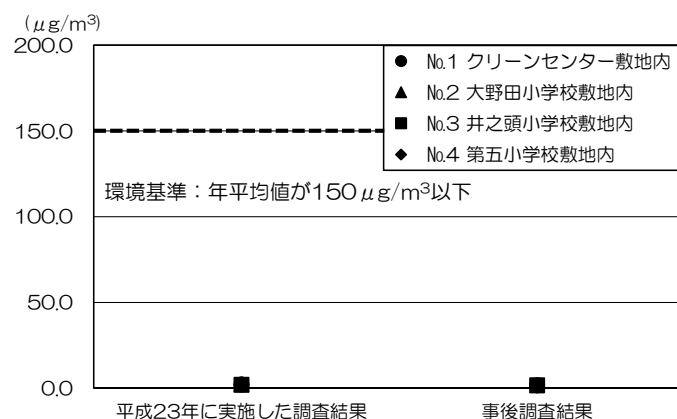 (μg/m³)
200.0
● №1 クリーンセンター敷地内
▲ №2 大野田小学校敷地内
■ №3 井之頭小学校敷地内
◆ №4 第五小学校敷地内
150.0
環境基準：年平均値が150μg/m³以下
100.0
50.0
0.0
平成23年に実施した調査結果 事後調査結果